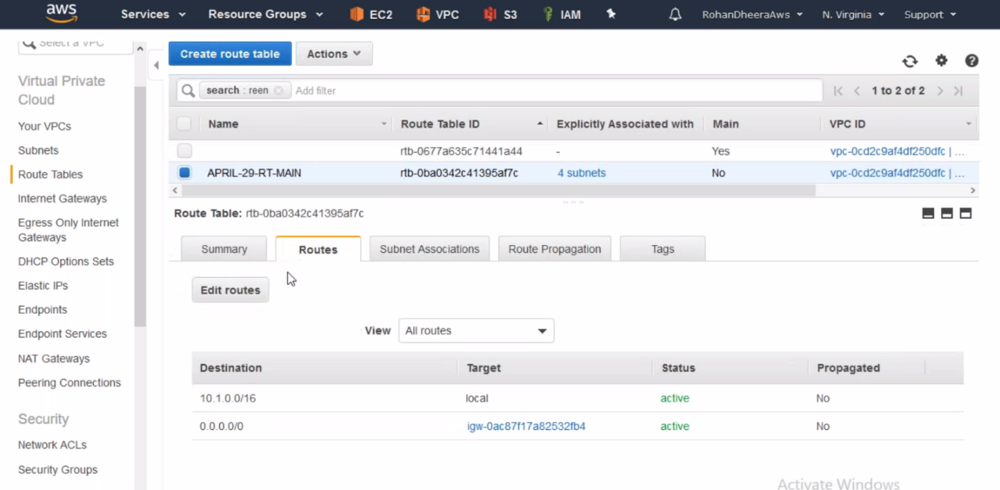 aws Services Resource Groups EC2 VPC S3 IAM RohanDheeraAws N. Virginia Support
Select a VPC
Create route table Actions
search : reen Add filter 1 to 2 of 2
Virtual Private
Cloud
Your VPCs
Subnets
Route Tables
Internet Gateways
Egress Only Internet
Gateways
DHCP Options Sets
Elastic IPs
Endpoints
Endpoint Services
NAT Gateways
Peering Connections
Security
Network ACLs
Security Groups
Name Route Table ID Explicitly Associated with Main VPC ID
rtb-0677a635c71441a44 - Yes vpc-0cd2c9af4df250dfc | ...
APRIL-29-RT-MAIN rtb-0ba0342c41395af7c 4 subnets No vpc-0cd2c9af4df250dfc | ...
Route Table: rtb-0ba0342c41395af7c
Summary Routes Subnet Associations Route Propagation Tags
Edit routes
View All routes
Destination Target Status Propagated
10.1.0.0/16 local active No
0.0.0.0/0 igw-0ac87f17a82532fb4 active No
Activate Windows